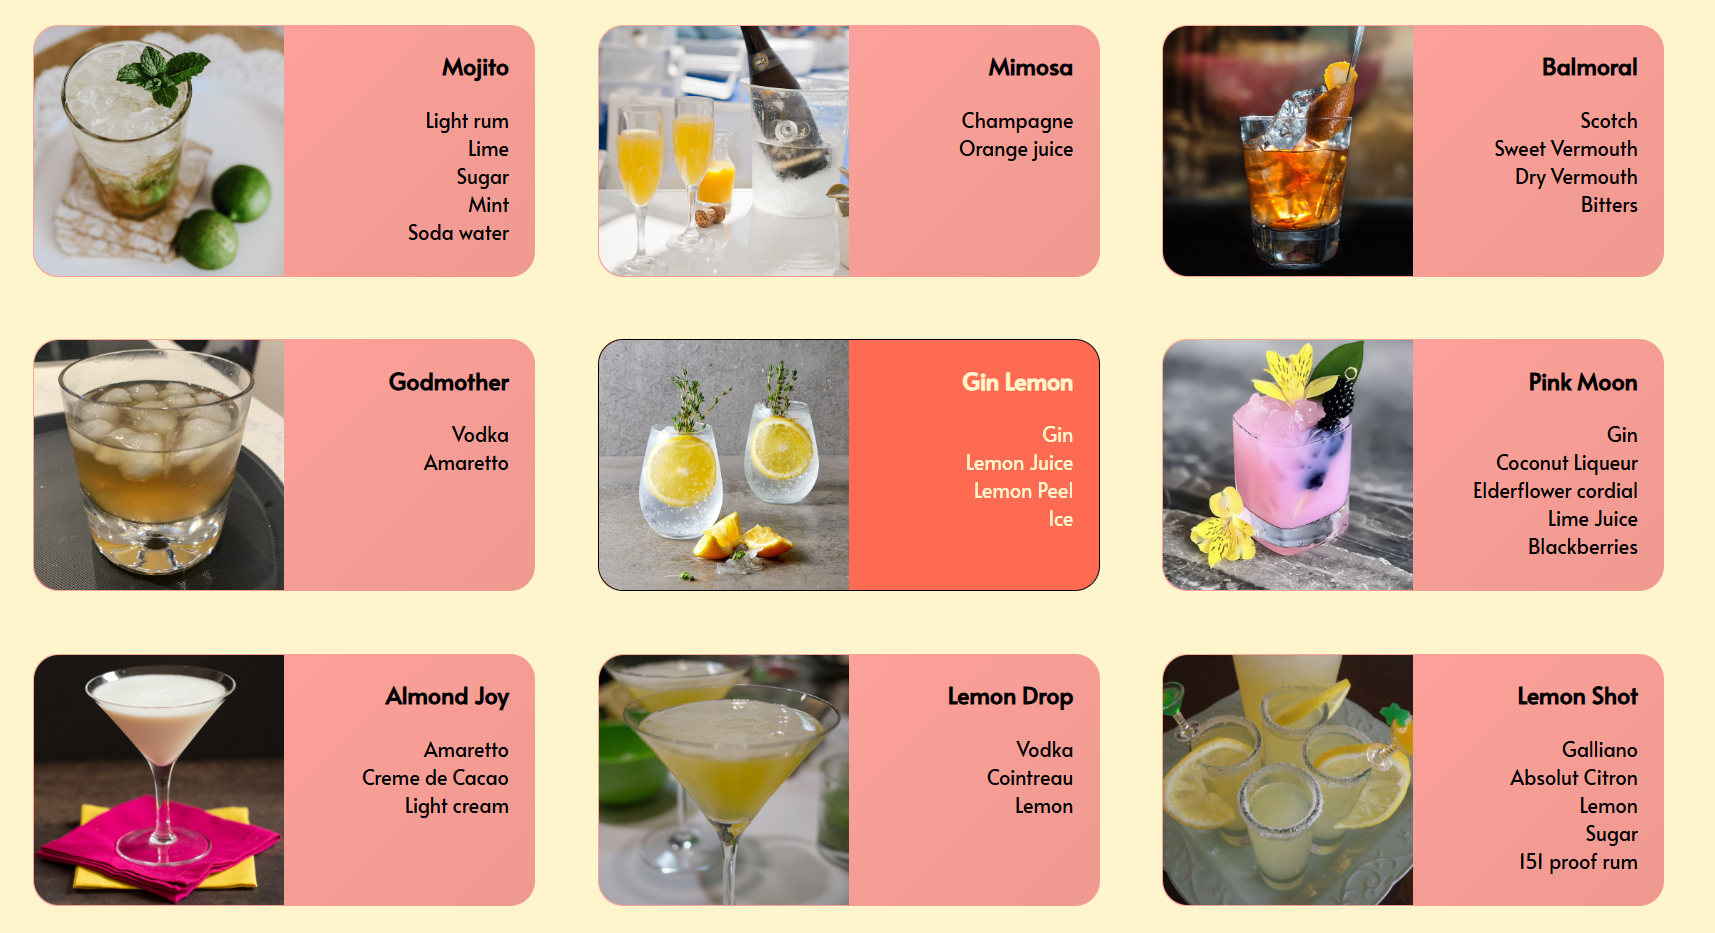 Mojito
Light rum
Lime
Sugar
Mint
Soda water
Mimosa
Champagne
Orange juice
Balmoral
Scotch
Sweet Vermouth
Dry Vermouth
Bitters
Godmother
Vodka
Amaretto
Gin Lemon
Gin
Lemon Juice
Lemon Peel
Ice
Pink Moon
Gin
Coconut Liqueur
Elderflower cordial
Lime Juice
Blackberries
Almond Joy
Amaretto
Creme de Cacao
Light cream
Lemon Drop
Vodka
Cointreau
Lemon
Lemon Shot
Galliano
Absolut Citron
Lemon
Sugar
151 proof rum